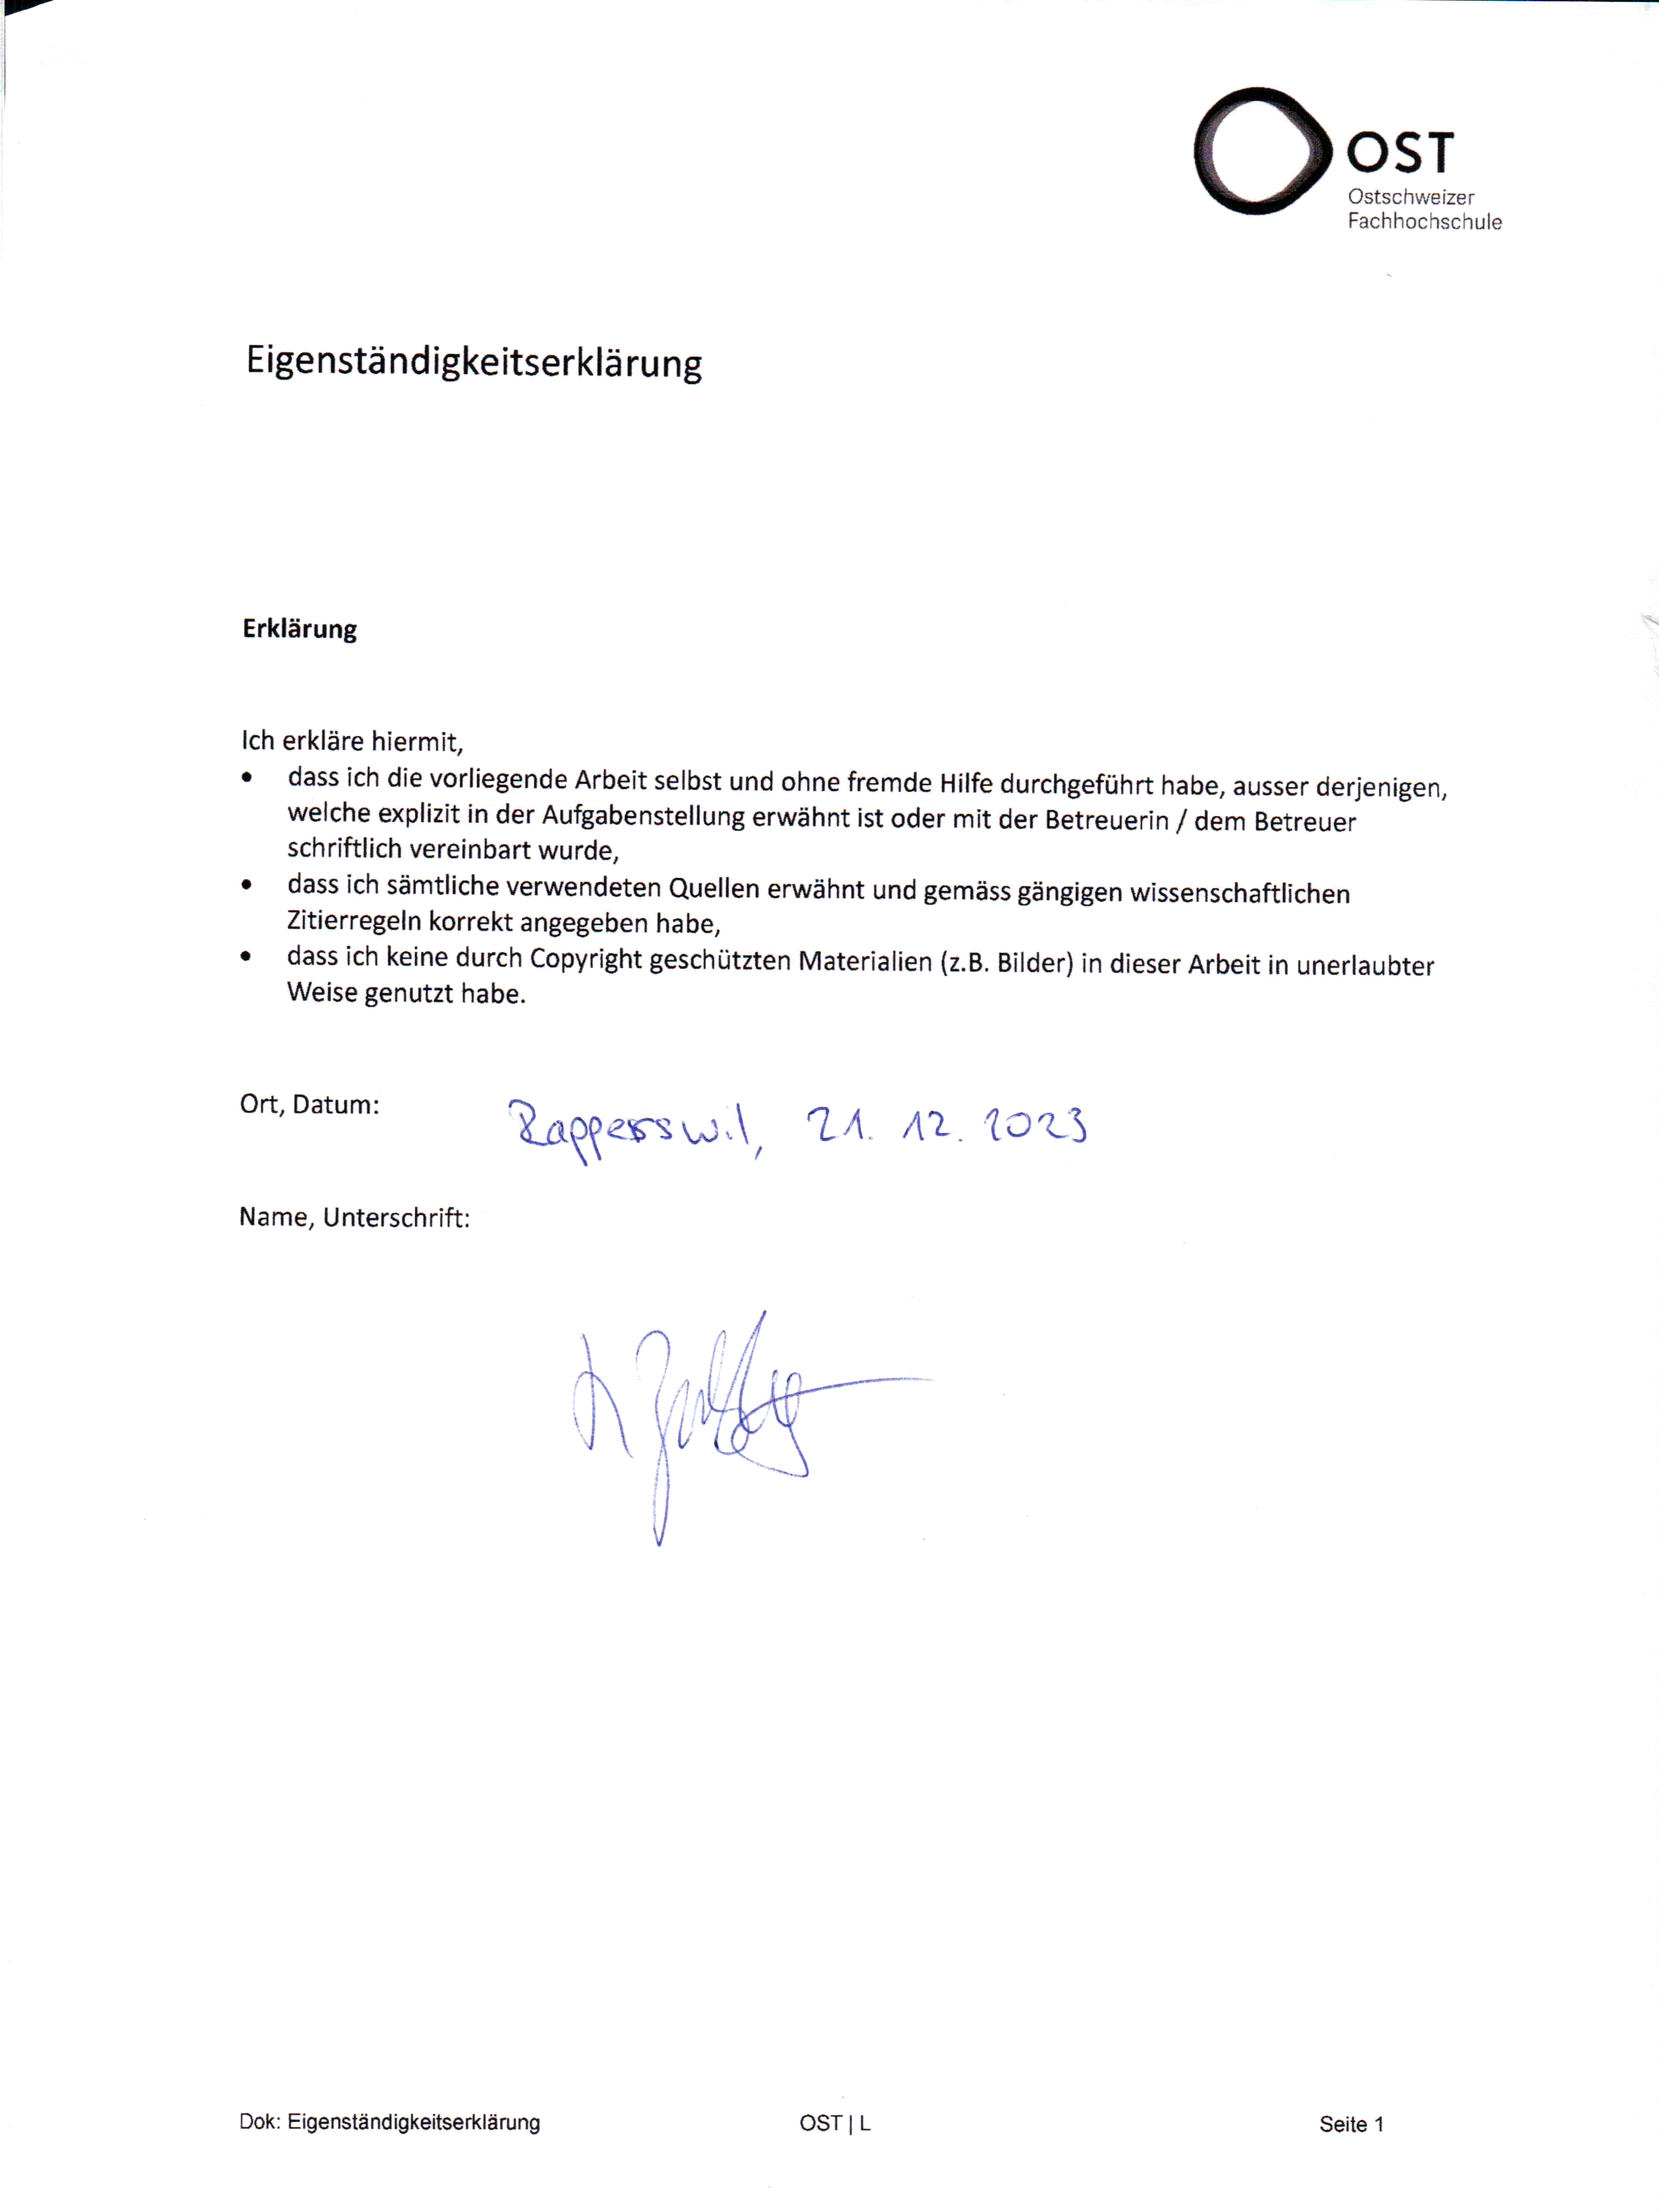 OST
Ostschweizer
Fachhochschule
Eigenständigkeitserklärung
Erklärung
Ich erkläre hiermit,
• dass ich die vorliegende Arbeit selbst und ohne fremde Hilfe durchgeführt habe, ausser derjenigen,
welche explizit in der Aufgabenstellung erwähnt ist oder mit der Betreuerin / dem Betreuer
schriftlich vereinbart wurde,
• dass ich sämtliche verwendeten Quellen erwähnt und gemäss gängigen wissenschaftlichen
Zitierregeln korrekt angegeben habe,
• dass ich keine durch Copyright geschützten Materialien (z.B. Bilder) in dieser Arbeit in unerlaubter
Weise genutzt habe.
Ort, Datum: Rapperswil, 21. 12. 2023
Name, Unterschrift:
Dok: Eigenständigkeitserklärung OST | L Seite 1